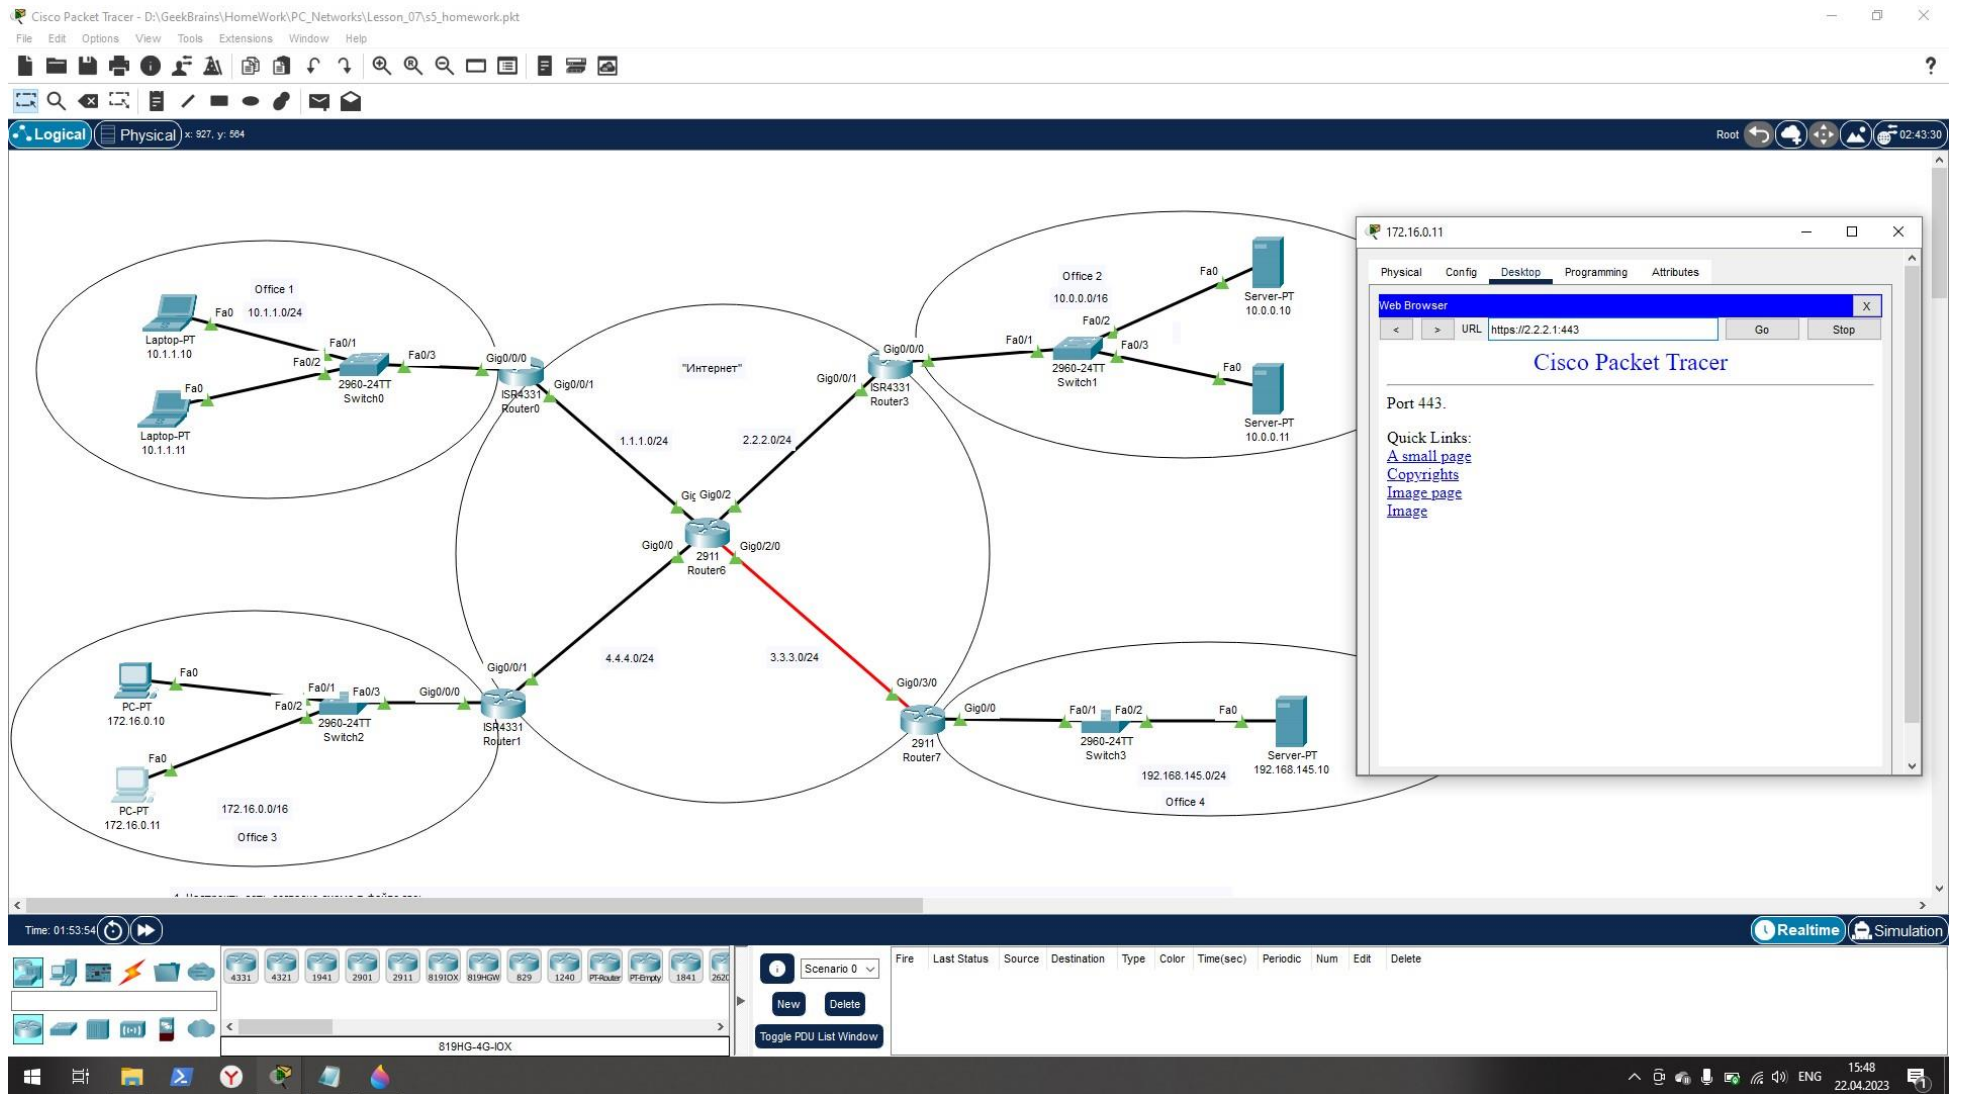 Cisco Packet Tracer - D:\GeekBrains\HomeWork\PC_Networks\Lesson_07\s5_homework.pkt
File Edit Options View Tools Extensions Window Help
Logical Physical x: 927, y: 564
Root 02:43:30
Office 1
10.1.1.0/24
Laptop-PT
10.1.1.10
Fa0
Fa0/1
Fa0/2
Fa0/3
Fa0
Laptop-PT
10.1.1.11
2960-24TT
Switch0
Gig0/0/0
ISR4331
Router0
Gig0/0/1
"Интернет"
1.1.1.0/24
2.2.2.0/24
Gig0/0/0
Gig0/0/1
ISR4331
Router3
Office 2
10.0.0.0/16
Fa0/1
Fa0/2
Fa0/3
2960-24TT
Switch1
Fa0
Server-PT
10.0.0.10
Fa0
Server-PT
10.0.0.11
Gig0/2
Gig0/0
Gig0/2/0
2911
Router6
4.4.4.0/24
3.3.3.0/24
Fa0
PC-PT
172.16.0.10
Fa0
PC-PT
172.16.0.11
Fa0/1
Fa0/2
Fa0/3
2960-24TT
Switch2
Gig0/0/0
Gig0/0/1
ISR4331
Router1
172.16.0.0/16
Office 3
Gig0/3/0
Gig0/0
2911
Router7
Fa0/1
Fa0/2
2960-24TT
Switch3
Fa0
Server-PT
192.168.145.10
192.168.145.0/24
Office 4
172.16.0.11
Physical Config Desktop Programming Attributes
Web Browser X
< > URL https://2.2.2.1:443 Go Stop
Cisco Packet Tracer
Port 443.
Quick Links:
A small page
Copyrights
Image page
Image
Time: 01:53:54
Realtime Simulation
4331 4321 1941 2901 2911 819IOX 819HGW 829 1240 PT-Router PT-Empty 1841
819HG-4G-IOX
Scenario 0
New Delete
Toggle PDU List Window
Fire Last Status Source Destination Type Color Time(sec) Periodic Num Edit Delete
ENG
15:48
22.04.2023